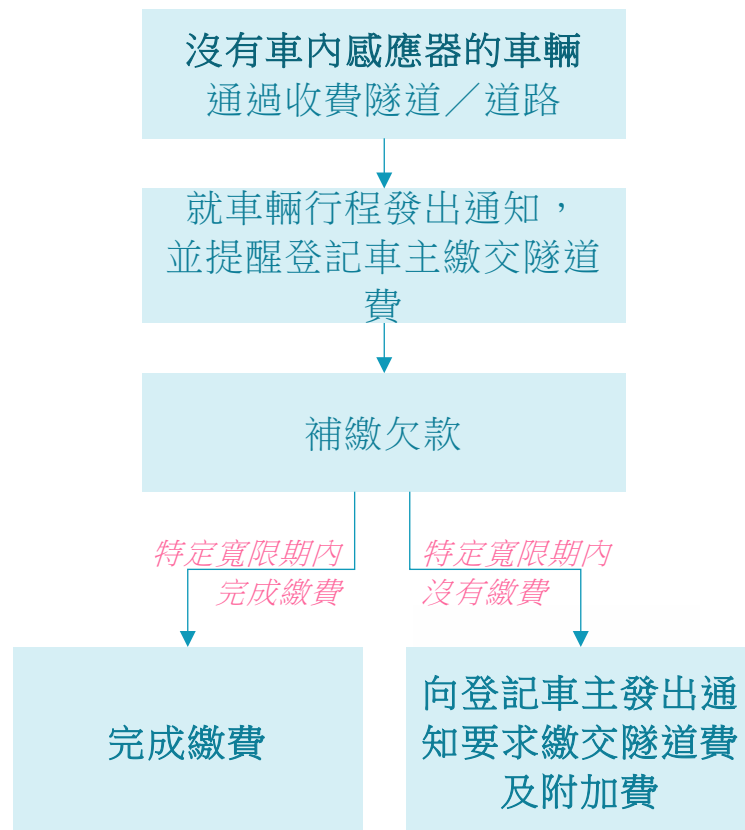 沒有車內感應器的車輛
通過收費隧道／道路
就車輛行程發出通知，
並提醒登記車主繳交隧道
費
補繳欠款
特定寬限期內
完成繳費
特定寬限期內
沒有繳費
完成繳費
向登記車主發出通
知要求繳交隧道費
及附加費